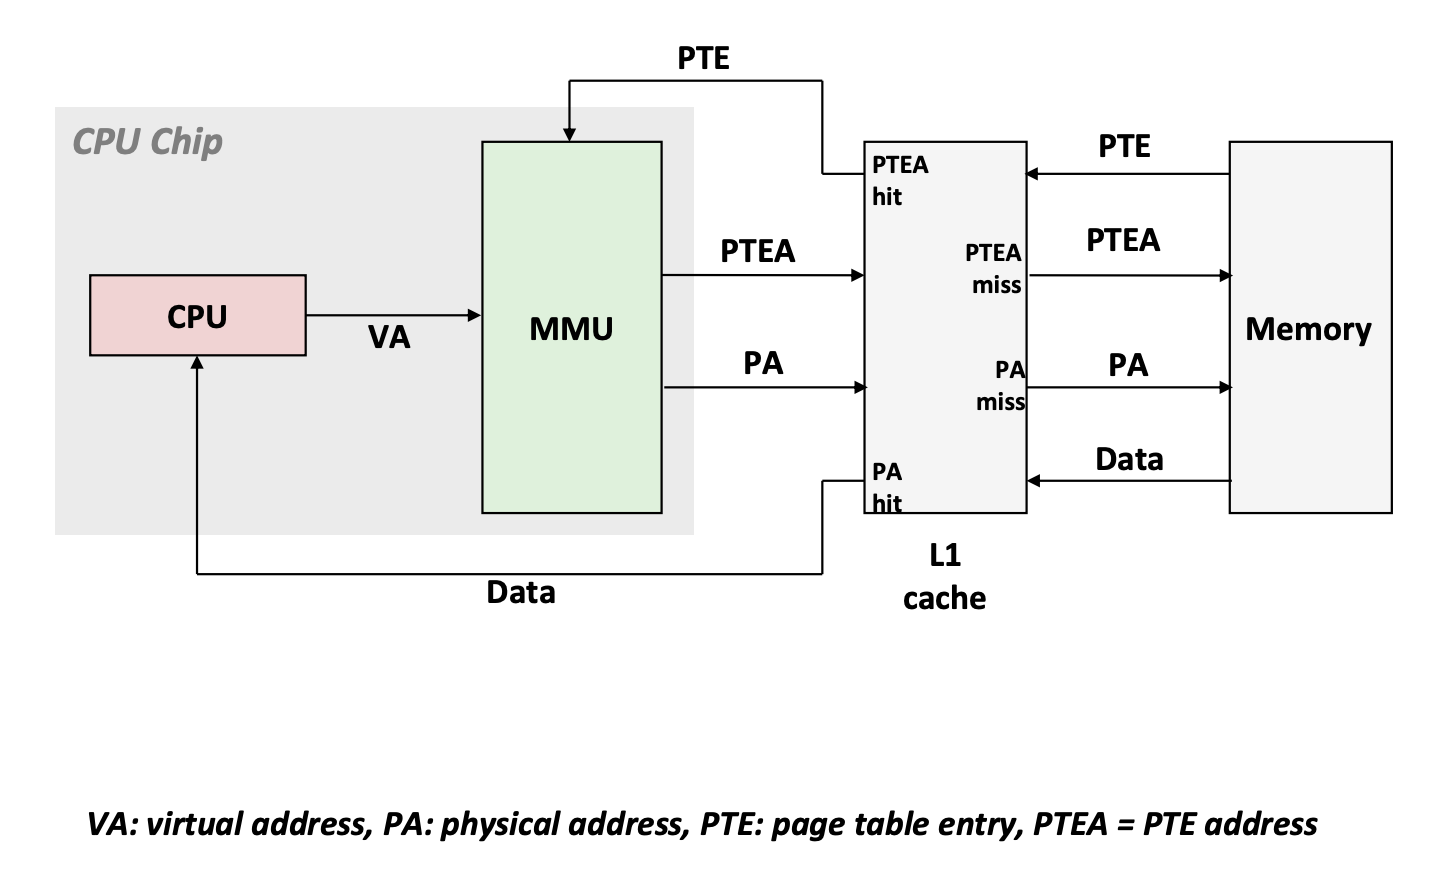 PTE
CPU Chip
PTEA
hit
PTE
PTEA
PTEA
miss
PTEA
CPU
VA
MMU
Memory
PA
PA
miss
PA
PA
hit
Data
L1
cache
Data
VA: virtual address, PA: physical address, PTE: page table entry, PTEA = PTE address